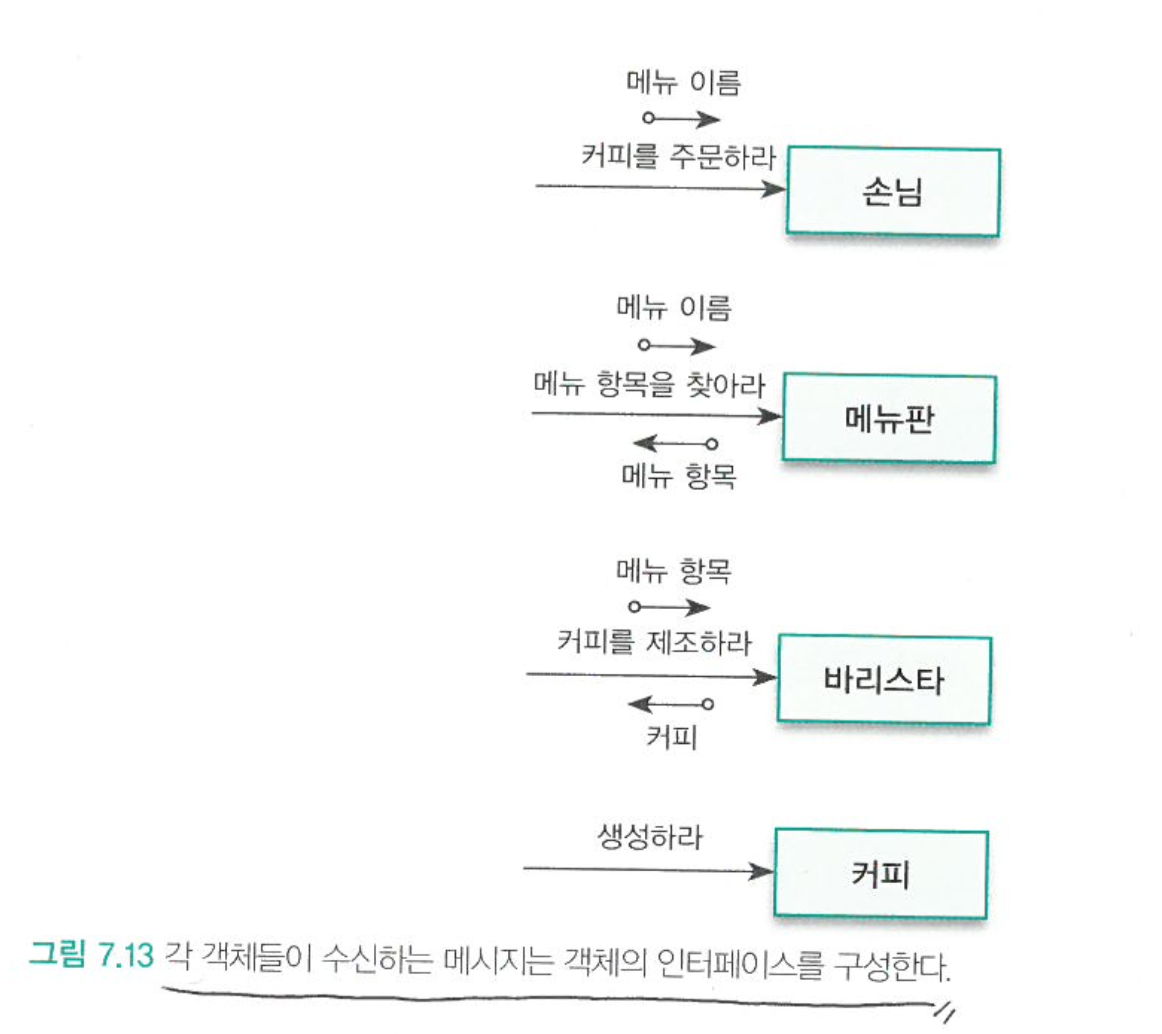 메뉴 이름
커피를 주문하라
손님
메뉴 이름
메뉴 항목을 찾아라
메뉴판
메뉴 항목
메뉴 항목
커피를 제조하라
바리스타
커피
생성하라
커피
그림 7.13 각 객체들이 수신하는 메시지는 객체의 인터페이스를 구성한다.